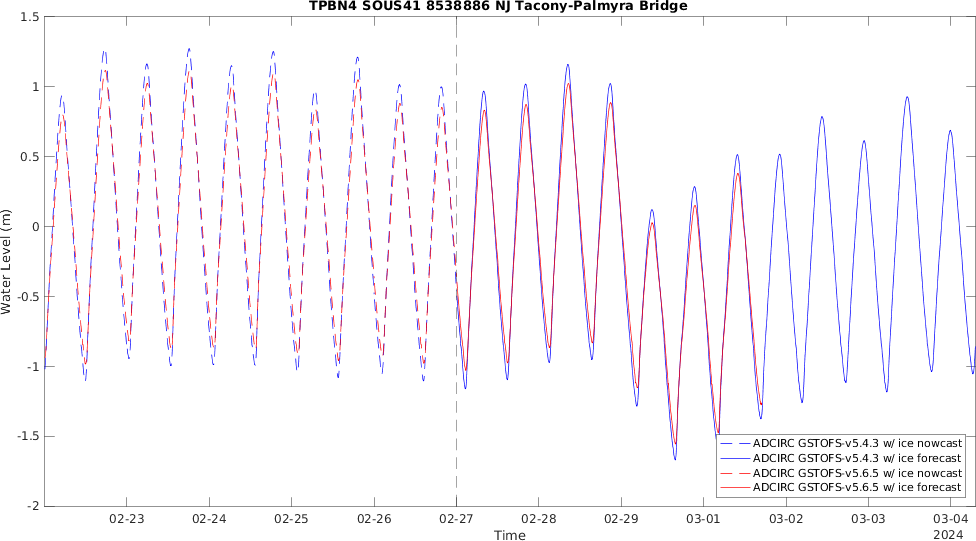 TPBN4 SOUS41 8538886 NJ Tacony-Palmyra Bridge
1.5
1
0.5
0
-0.5
-1
-1.5
-2
Water Level (m)
ADCIRC GSTOFS-v5.4.3 w/ ice nowcast
ADCIRC GSTOFS-v5.4.3 w/ ice forecast
ADCIRC GSTOFS-v5.6.5 w/ ice nowcast
ADCIRC GSTOFS-v5.6.5 w/ ice forecast
02-23 02-24 02-25 02-26 02-27 02-28 02-29 03-01 03-02 03-03 03-04
Time
2024